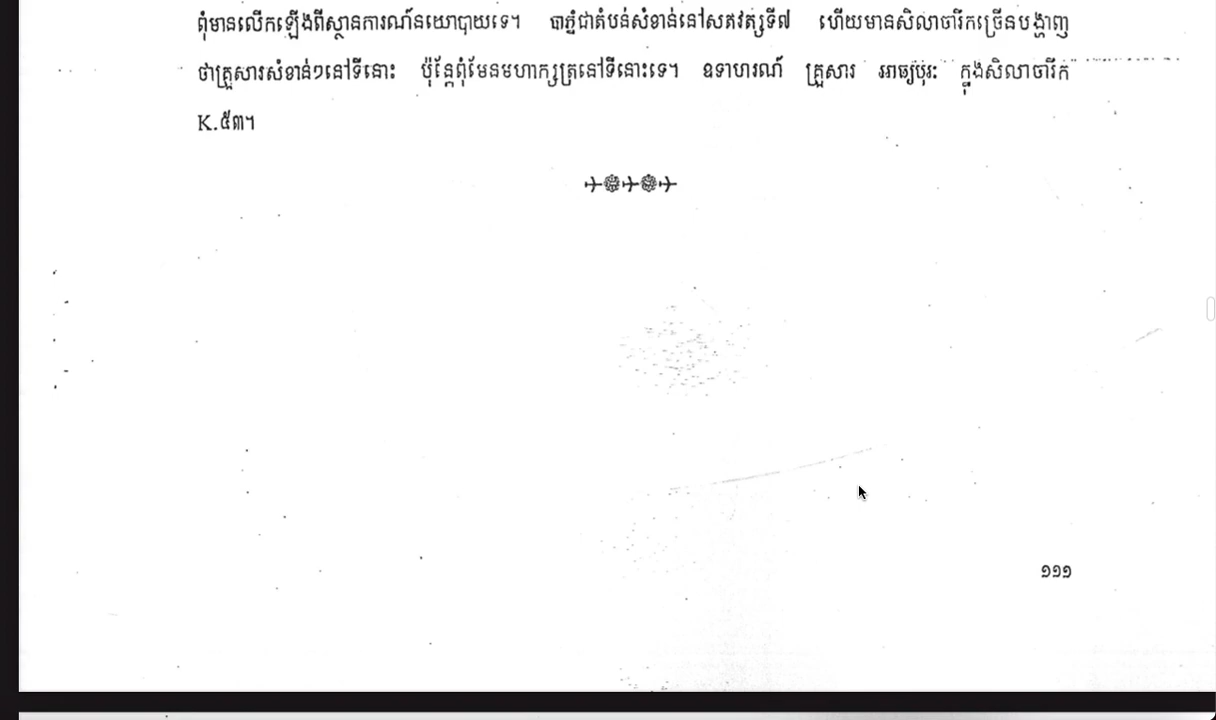 ពុំមានលើកឡើងពីស្ថានការណ៍នយោបាយទេ។ បាភ្នំជាតំបន់សំខាន់នៅសតវត្សទី៧ ហើយមានសិលាចារឹកច្រើនបង្ហាញ
ថាគ្រួសារសំខាន់ៗនៅទីនោះ ប៉ុន្តែពុំមែនមហាក្សត្រនៅទីនោះទេ។ ឧទាហរណ៍ គ្រួសារ អាឍ្យបុរៈ ក្នុងសិលាចារឹក
K.៥៣។
១១១